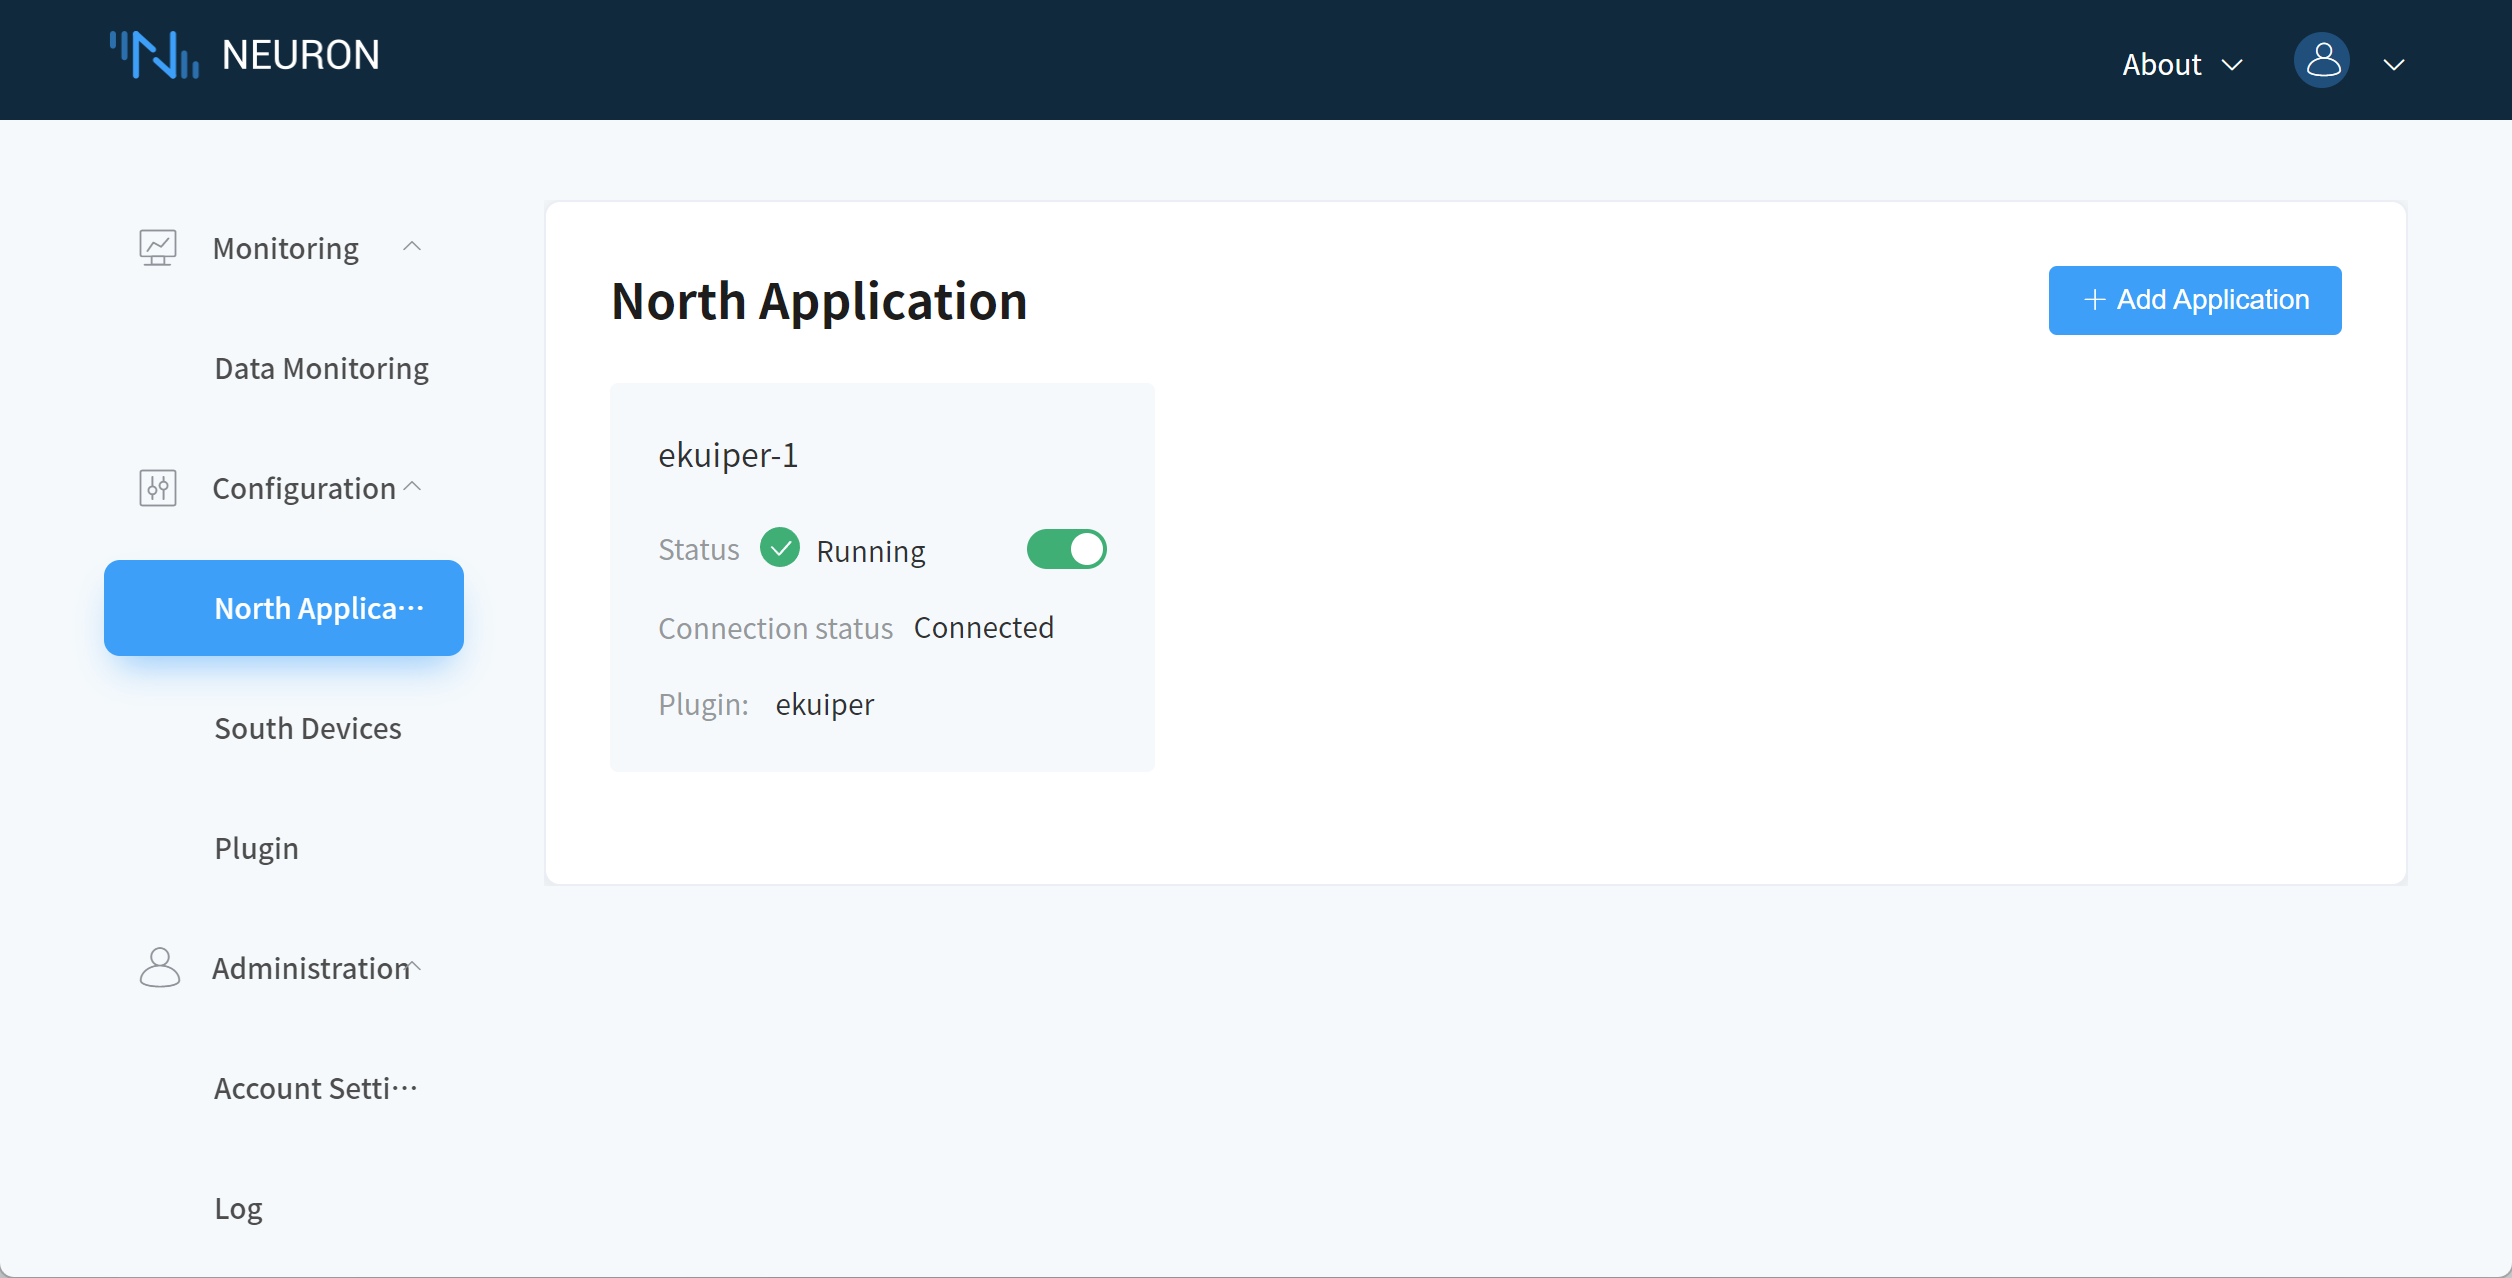 NEURON
About
Monitoring
Data Monitoring
Configuration
North Applica···
South Devices
Plugin
Administration
Account Setti···
Log
North Application
Add Application
ekuiper-1
Status Running
Connection status Connected
Plugin: ekuiper